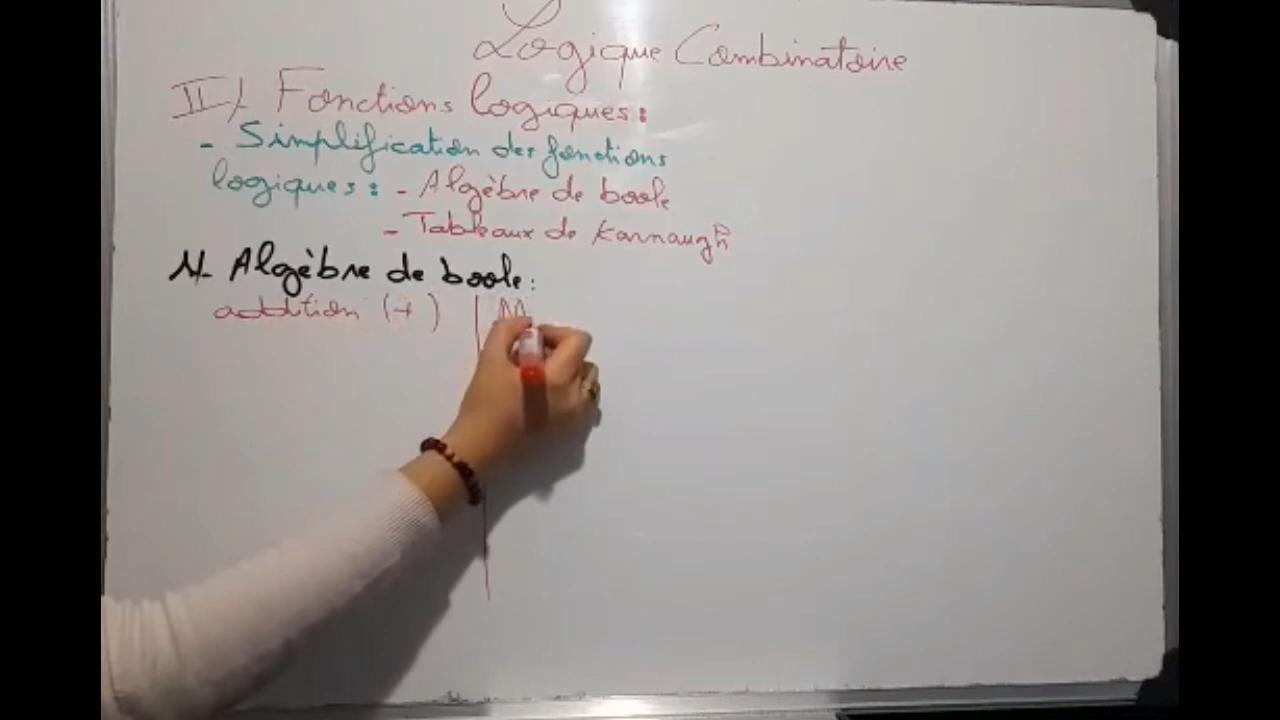 Logique Combinatoire
II/. Fonctions logiques:
- Simplification des fonctions
logiques: - Algèbre de boole
- Tableaux de Karnaugh
1/- Algèbre de boole:
addition (+) | M